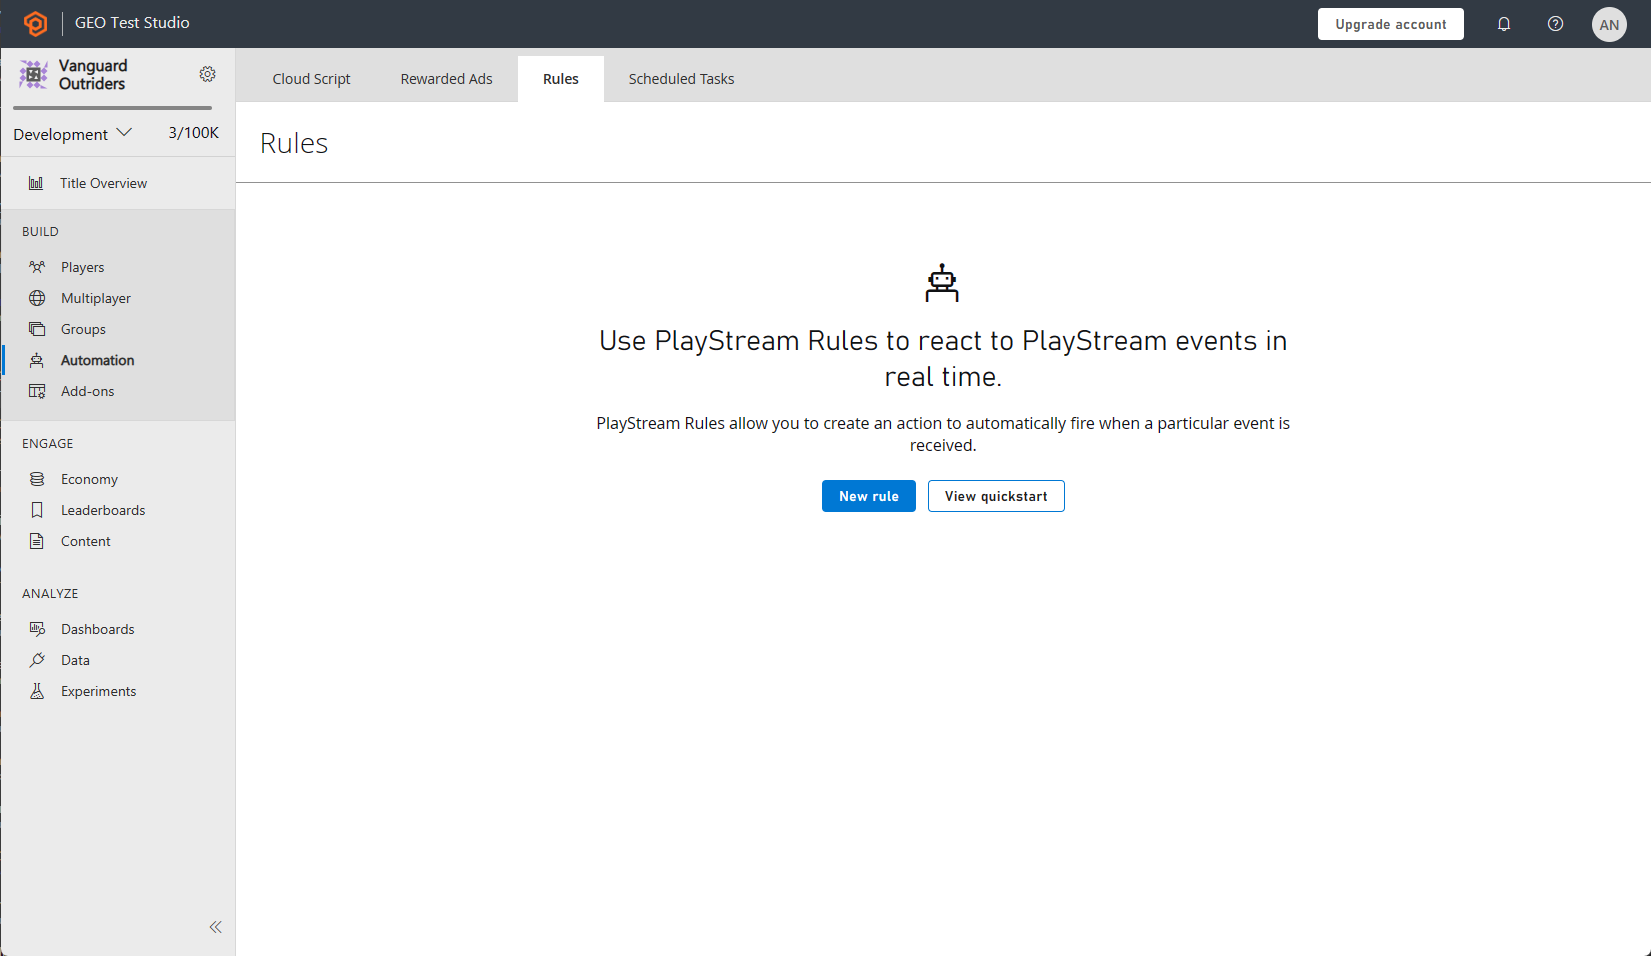 GEO Test Studio
Upgrade account
AN
Vanguard
Outriders
Development
3/100K
Title Overview
BUILD
Players
Multiplayer
Groups
Automation
Add-ons
ENGAGE
Economy
Leaderboards
Content
ANALYZE
Dashboards
Data
Experiments
Cloud Script
Rewarded Ads
Rules
Scheduled Tasks
Rules
Use PlayStream Rules to react to PlayStream events in
real time.
PlayStream Rules allow you to create an action to automatically fire when a particular event is
received.
New rule
View quickstart